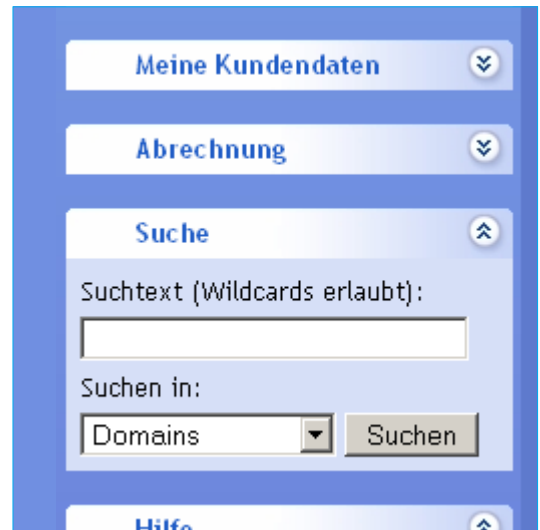 Meine Kundendaten
Abrechnung
Suche
Suchtext (Wildcards erlaubt):
Suchen in:
Domains Suchen
Hilfe